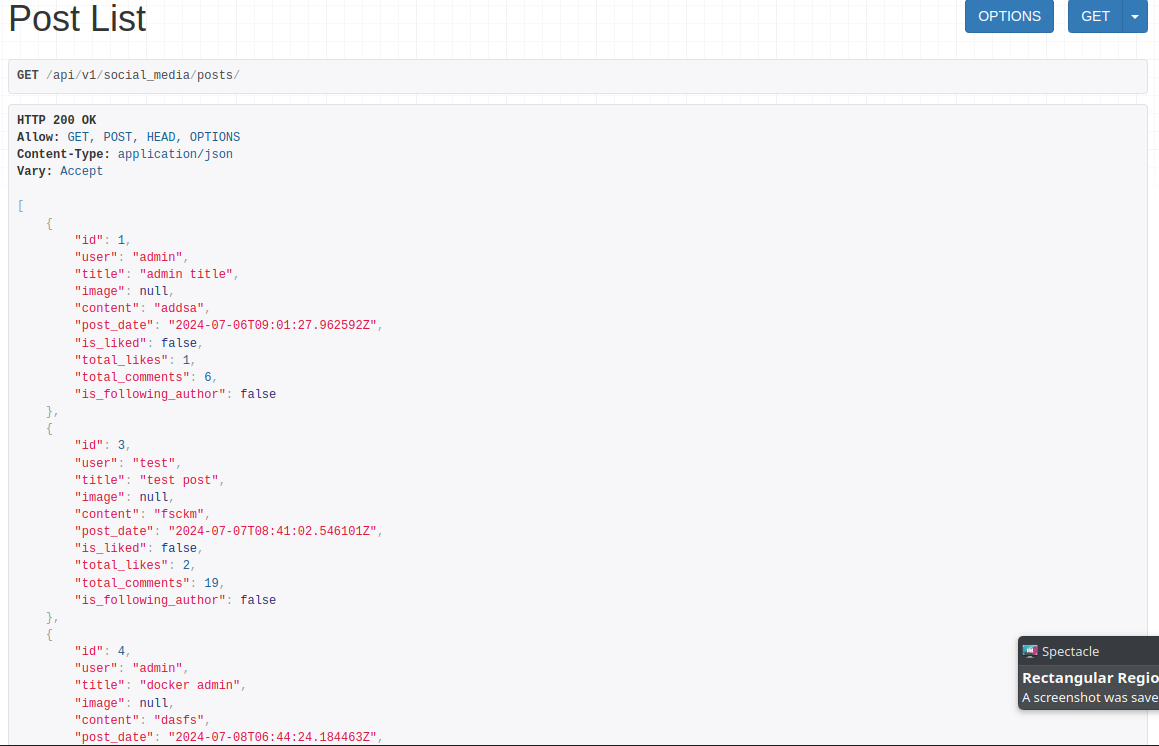 Post List
OPTIONS
GET
GET /api/v1/social_media/posts/
HTTP 200 OK
Allow: GET, POST, HEAD, OPTIONS
Content-Type: application/json
Vary: Accept
[
    {
        "id": 1,
        "user": "admin",
        "title": "admin title",
        "image": null,
        "content": "addsa",
        "post_date": "2024-07-06T09:01:27.962592Z",
        "is_liked": false,
        "total_likes": 1,
        "total_comments": 6,
        "is_following_author": false
    },
    {
        "id": 3,
        "user": "test",
        "title": "test post",
        "image": null,
        "content": "fsckm",
        "post_date": "2024-07-07T08:41:02.546101Z",
        "is_liked": false,
        "total_likes": 2,
        "total_comments": 19,
        "is_following_author": false
    },
    {
        "id": 4,
        "user": "admin",
        "title": "docker admin",
        "image": null,
        "content": "dasfs",
        "post_date": "2024-07-08T06:44:24.184463Z",
Spectacle
Rectangular Regio
A screenshot was save